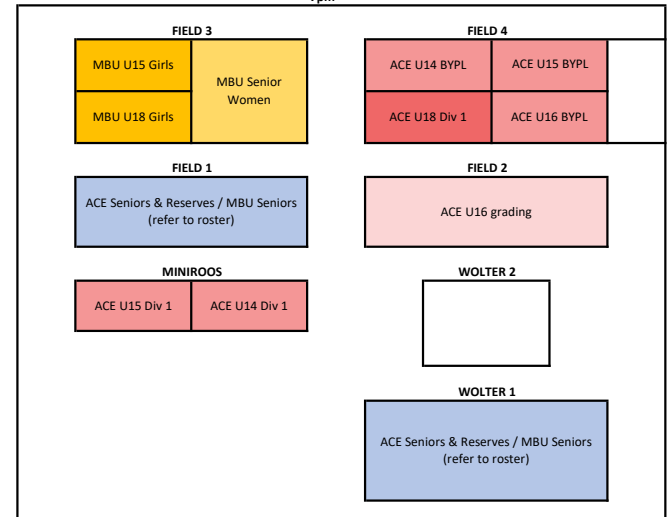 FIELD 3
FIELD 4
MBU U15 Girls
MBU Senior
Women
MBU U18 Girls
ACE U14 BYPL
ACE U15 BYPL
ACE U18 Div 1
ACE U16 BYPL
FIELD 1
FIELD 2
ACE Seniors & Reserves / MBU Seniors
(refer to roster)
ACE U16 grading
MINIROOS
WOLTER 2
ACE U15 Div 1
ACE U14 Div 1
WOLTER 1
ACE Seniors & Reserves / MBU Seniors
(refer to roster)